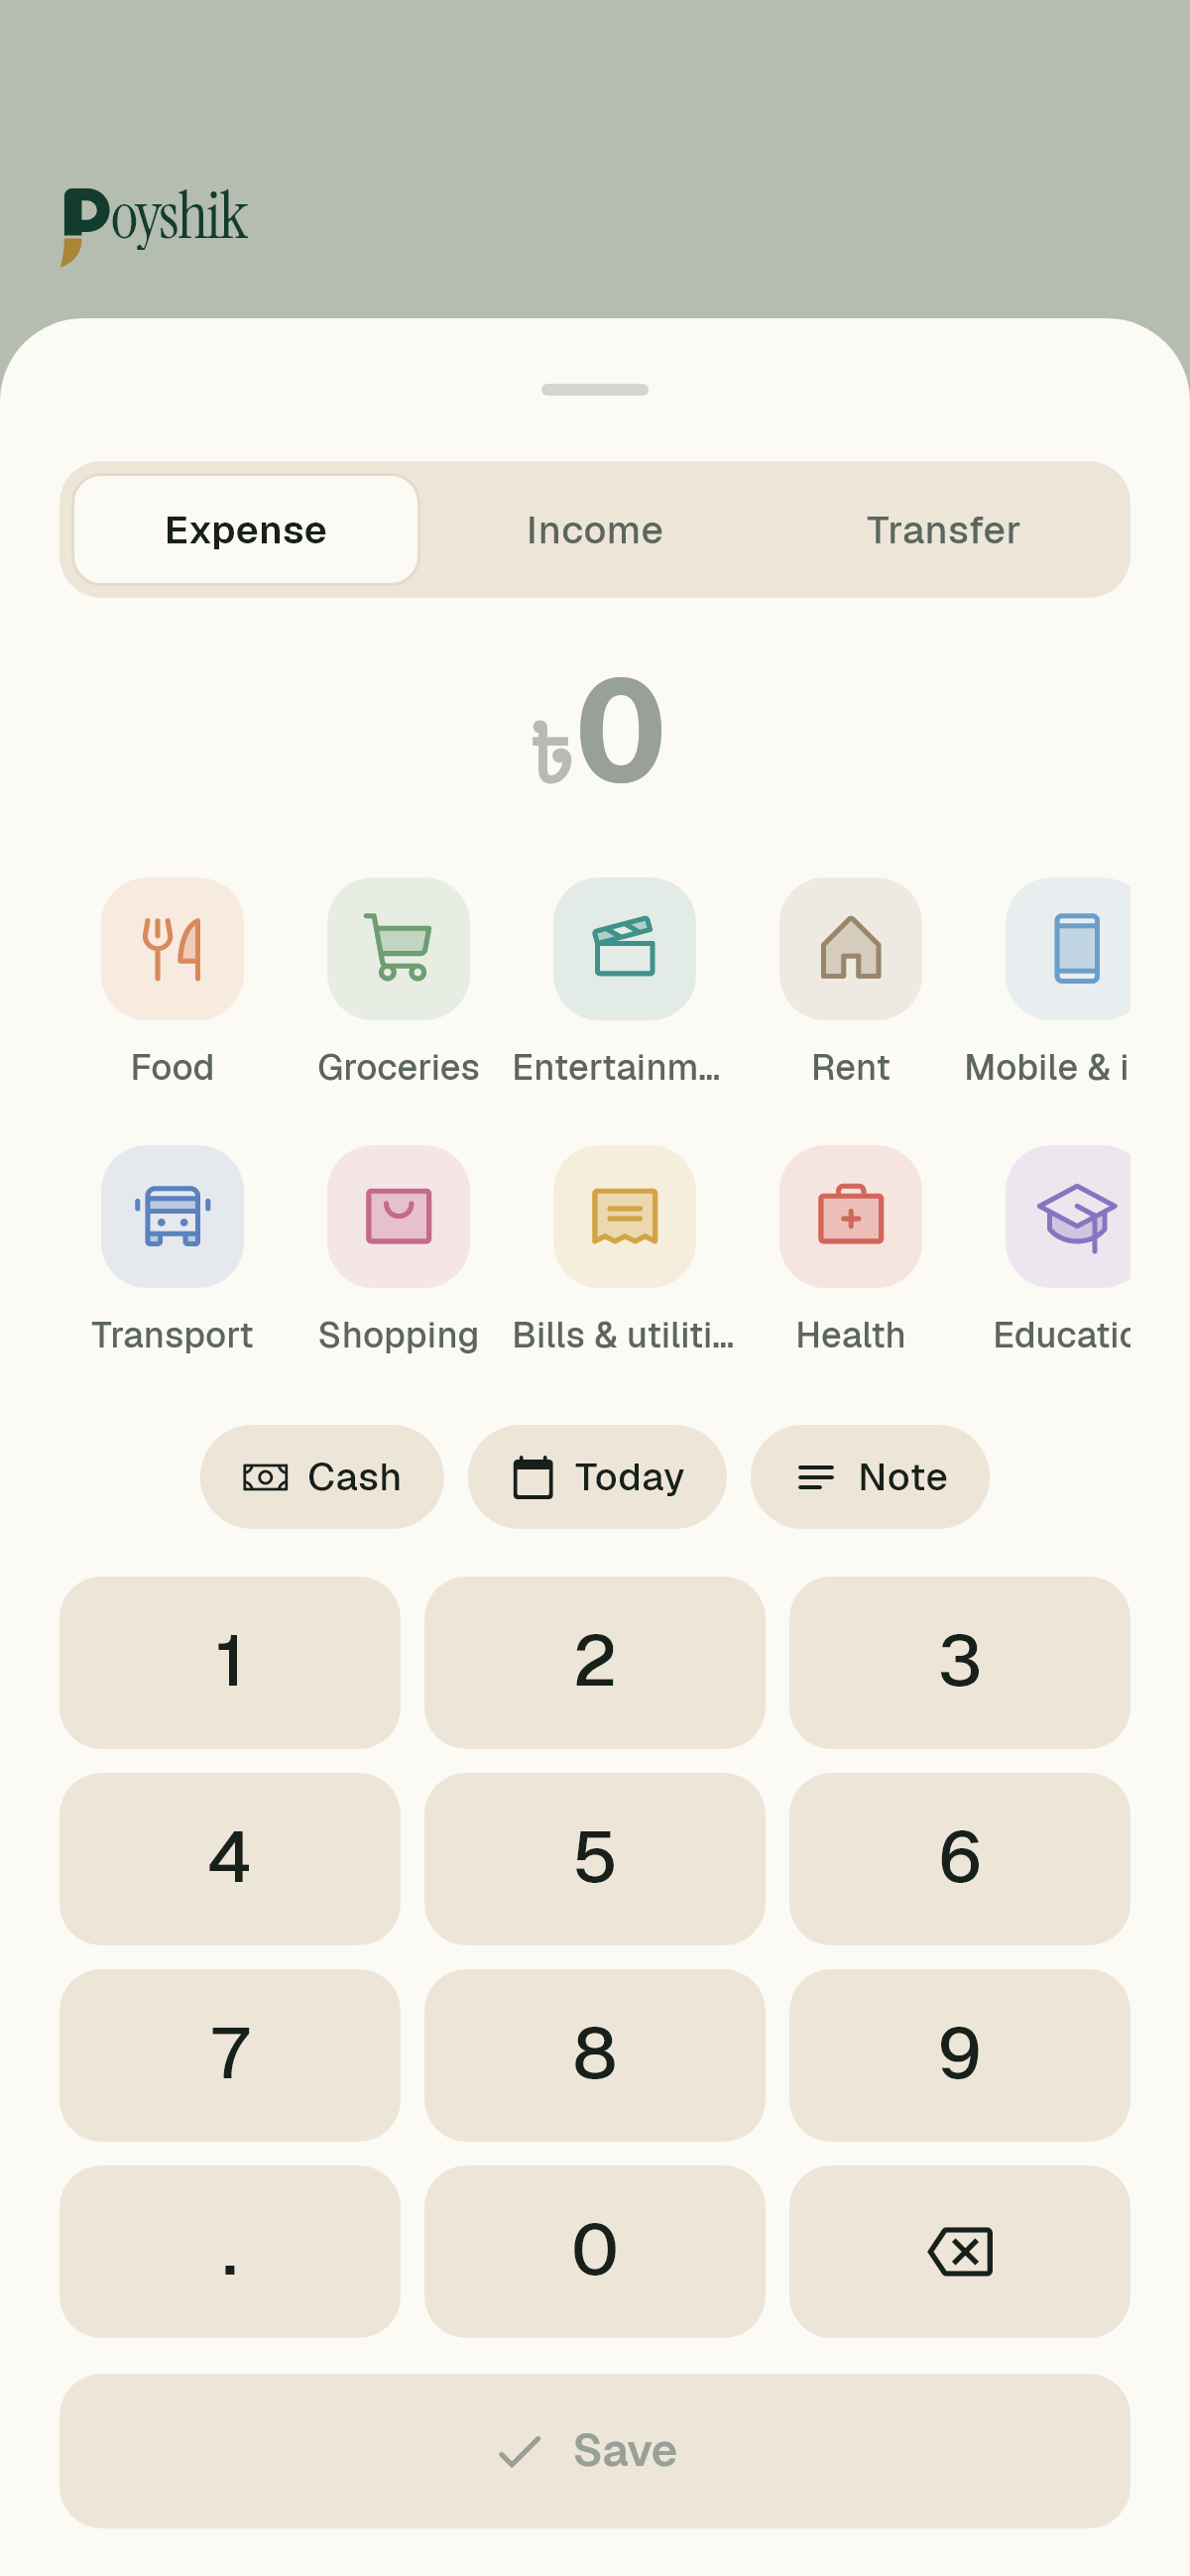 Poyshik
Expense Income Transfer
৳0
Food Groceries Entertainm... Rent Mobile & i
Transport Shopping Bills & utiliti... Health Educatic
Cash Today Note
1 2 3
4 5 6
7 8 9
. 0
Save